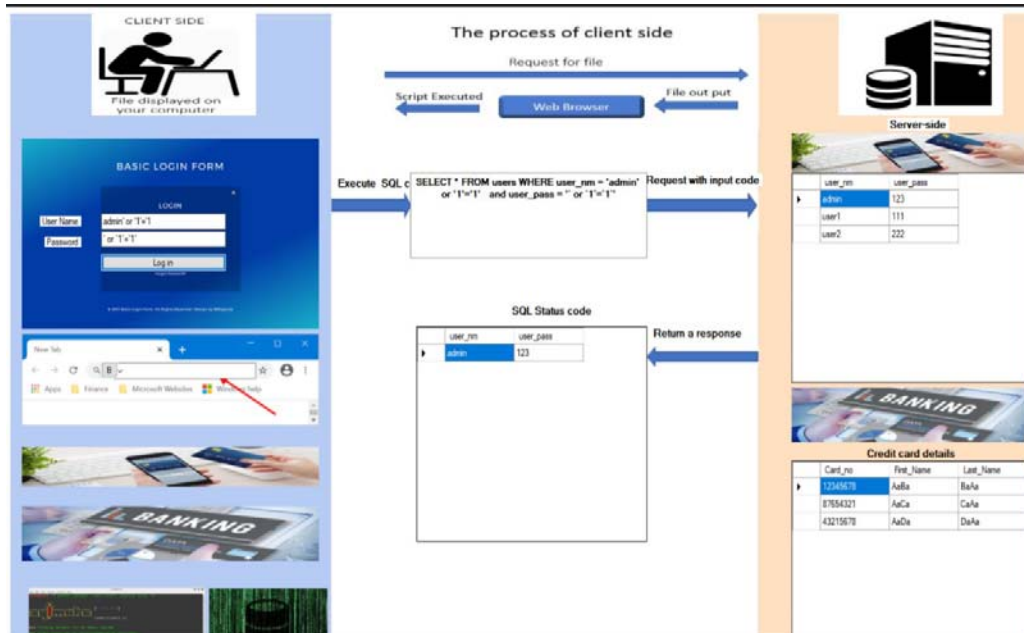 CLIENT SIDE
File displayed on
your computer
BASIC LOGIN FORM
LOGIN
User Name
admin' or '1'='1
Password
' or '1'='1'
Log in
New Tab
B
Apps
Finance
Microsoft Websites
Windows help
BANKING
The process of client side
Request for file
Script Executed
Web Browser
File out put
Execute SQL c
SELECT * FROM users WHERE user_nm = 'admin'
or '1'='1' and user_pass = '' or '1'='1'
Request with input code
SQL Status code
user_nm user_pass
admin 123
Return a response
Server-side
user_nm user_pass
admin 123
user1 111
user2 222
BANKING
Credit card details
Card_no First_Name Last_Name
12345678 AaBa BaAa
87654321 AaCa CaAa
43215678 AaDa DaAa